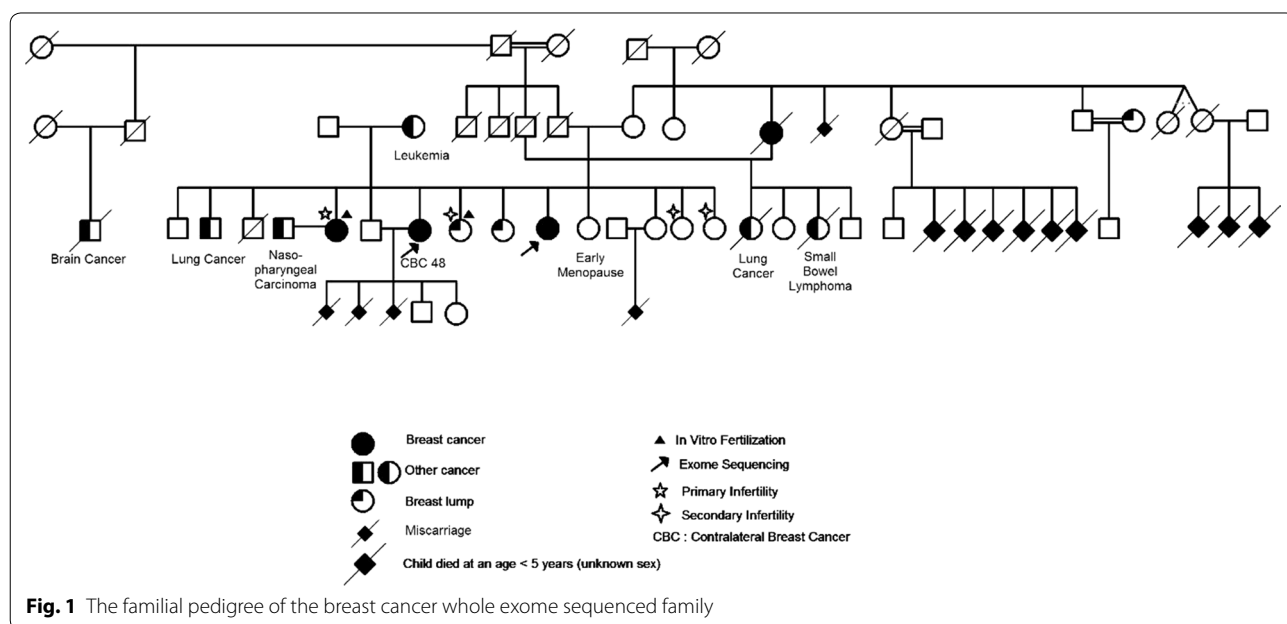 Leukemia
Brain Cancer
Lung Cancer
Naso-
pharyngeal
Carcinoma
CBC 48
Early
Menopause
Lung
Cancer
Small
Bowel
Lymphoma
Breast cancer
Other cancer
Breast lump
Miscarriage
Child died at an age < 5 years (unknown sex)
In Vitro Fertilization
Exome Sequencing
Primary Infertility
Secondary Infertility
CBC : Contralateral Breast Cancer
Fig. 1 The familial pedigree of the breast cancer whole exome sequenced family